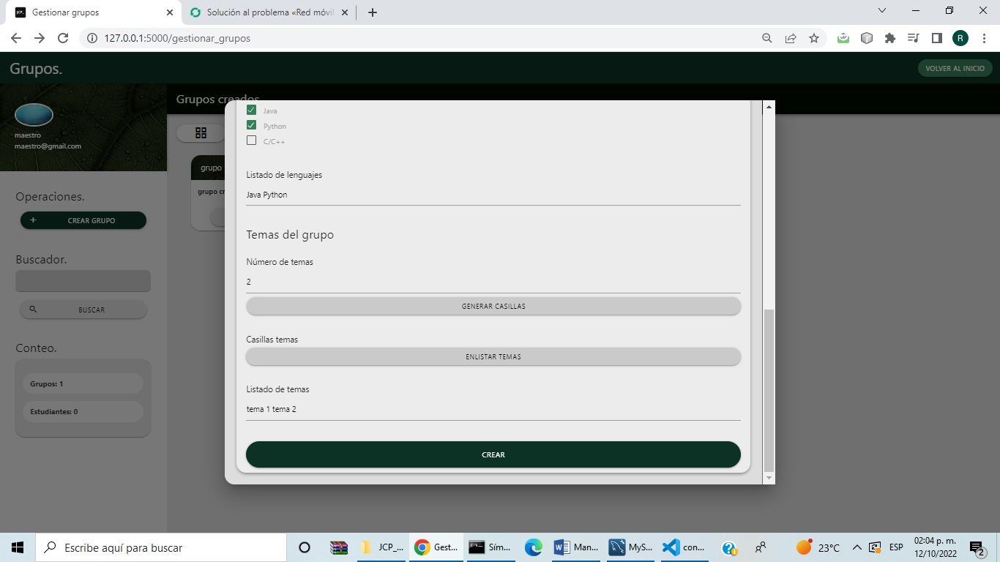 Gestionar grupos
Solución al problema «Red móvil
127.0.0.1:5000/gestionar_grupos
R
Grupos.
VOLVER AL INICIO
maestro
maestro@gmail.com
Operaciones.
+ CREAR GRUPO
Buscador.
BUSCAR
Conteo.
Grupos: 1
Estudiantes: 0
Grupos creados
grupo
grupo cr
Java
Python
C/C++
Listado de lenguajes
Java Python
Temas del grupo
Número de temas
2
GENERAR CASILLAS
Casillas temas
ENLISTAR TEMAS
Listado de temas
tema 1 tema 2
CREAR
Escribe aquí para buscar
JCP_...
Gest...
Sím...
Man...
MyS...
con...
23°C
ESP
02:04 p. m.
12/10/2022
2